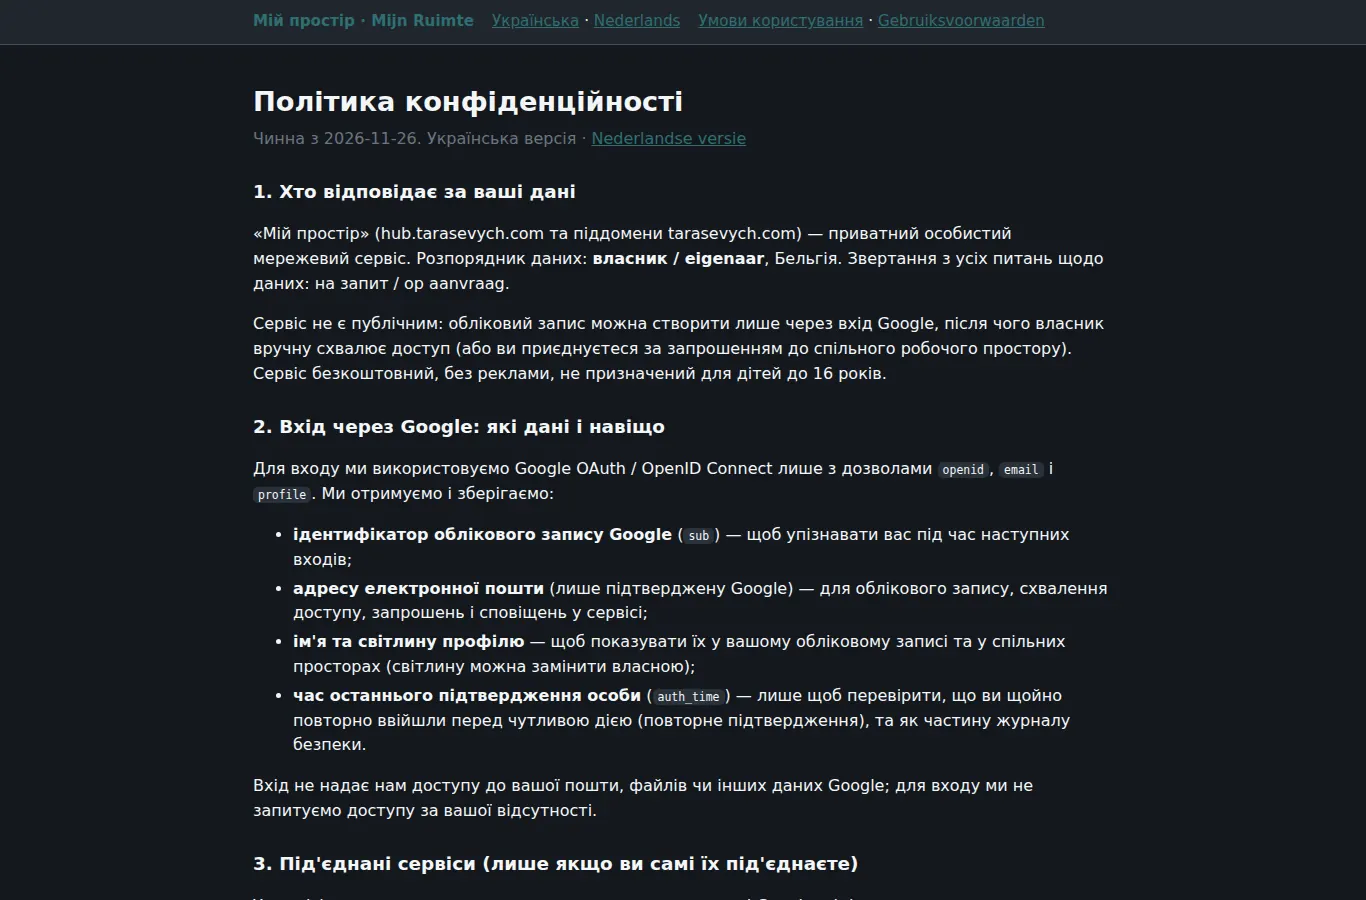 Мій простір · Mijn Ruimte Українська · Nederlands Умови користування · Gebruiksvoorwaarden
Політика конфіденційності
Чинна з 2026-11-26. Українська версія · Nederlandse versie
1. Хто відповідає за ваші дані
«Мій простір» (hub.tarasevych.com та піддомени tarasevych.com) — приватний особистий
мережевий сервіс. Розпорядник даних: власник / eigenaar, Бельгія. Звертання з усіх питань щодо
даних: на запит / op aanvraag.
Сервіс не є публічним: обліковий запис можна створити лише через вхід Google, після чого власник
вручну схвалює доступ (або ви приєднуєтеся за запрошенням до спільного робочого простору).
Сервіс безкоштовний, без реклами, не призначений для дітей до 16 років.
2. Вхід через Google: які дані і навіщо
Для входу ми використовуємо Google OAuth / OpenID Connect лише з дозволами openid, email і
profile. Ми отримуємо і зберігаємо:
• ідентифікатор облікового запису Google (sub) — щоб упізнавати вас під час наступних
входів;
• адресу електронної пошти (лише підтверджену Google) — для облікового запису, схвалення
доступу, запрошень і сповіщень у сервісі;
• ім'я та світлину профілю — щоб показувати їх у вашому обліковому записі та у спільних
просторах (світлину можна замінити власною);
• час останнього підтвердження особи (auth_time) — лише щоб перевірити, що ви щойно
повторно ввійшли перед чутливою дією (повторне підтвердження), та як частину журналу
безпеки.
Вхід не надає нам доступу до вашої пошти, файлів чи інших даних Google; для входу ми не
запитуємо доступу за вашої відсутності.
3. Під'єднані сервіси (лише якщо ви самі їх під'єднаєте)